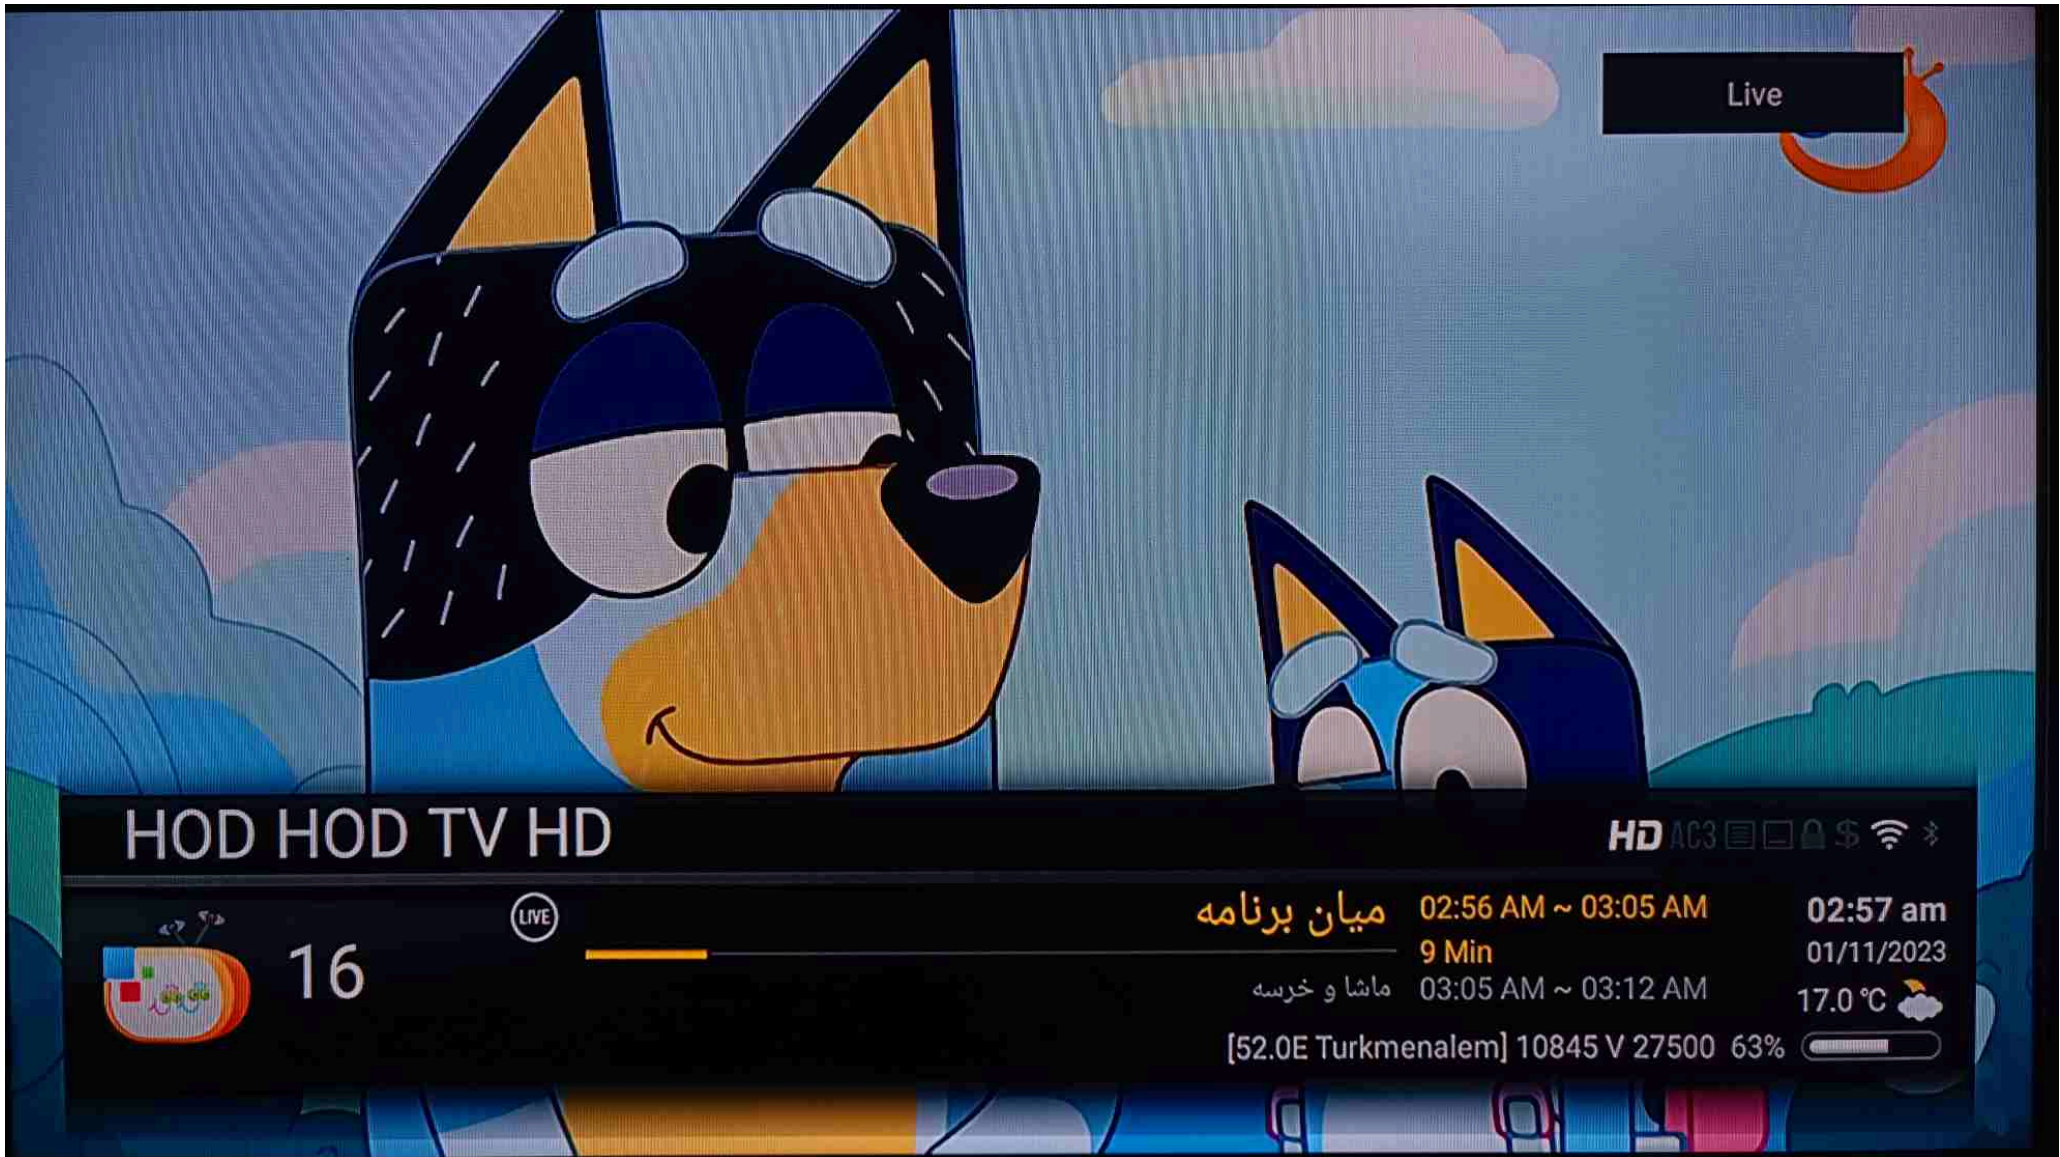 Live
HOD HOD TV HD
HD AC3 $
LIVE
میان برنامه 02:56 AM ~ 03:05 AM
02:57 am
16
9 Min
01/11/2023
ماشا و خرسه 03:05 AM ~ 03:12 AM
17.0 °C
[52.0E Turkmenalem] 10845 V 27500 63%